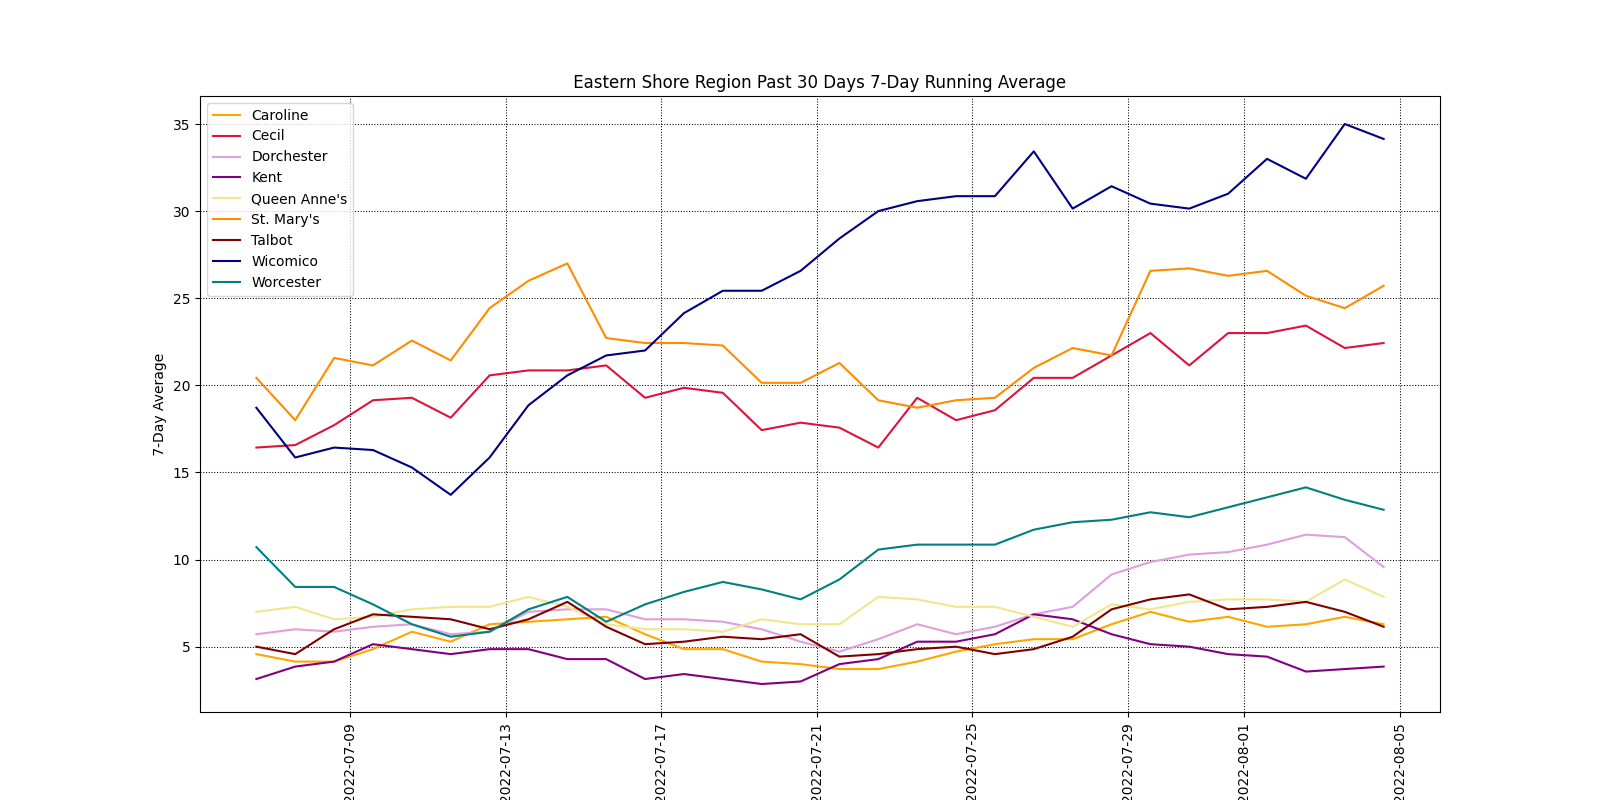 Eastern Shore Region Past 30 Days 7-Day Running Average
Caroline
Cecil
Dorchester
Kent
Queen Anne's
St. Mary's
Talbot
Wicomico
Worcester
35
30
25
20
15
10
5
7-Day Average
2022-07-09
2022-07-13
2022-07-17
2022-07-21
2022-07-25
2022-07-29
2022-08-01
2022-08-05